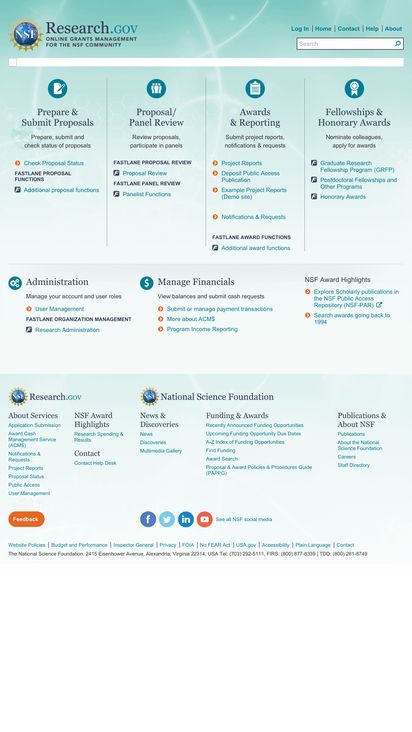 NSF
Research.gov
ONLINE GRANTS MANAGEMENT
FOR THE NSF COMMUNITY
Log In | Home | Contact | Help | About
Search
Prepare &
Submit Proposals
Prepare, submit and
check status of proposals
Check Proposal Status
FASTLANE PROPOSAL
FUNCTIONS
Additional proposal functions
Proposal/
Panel Review
Review proposals,
participate in panels
FASTLANE PROPOSAL REVIEW
Proposal Review
FASTLANE PANEL REVIEW
Panelist Functions
Awards
& Reporting
Submit project reports,
notifications & requests
Project Reports
Deposit Public Access
Publication
Example Project Reports
(Demo site)
Notifications & Requests
FASTLANE AWARD FUNCTIONS
Additional award functions
Fellowships &
Honorary Awards
Nominate colleagues,
apply for awards
Graduate Research
Fellowship Program (GRFP)
Postdoctoral Fellowships and
Other Programs
Honorary Awards
Administration
Manage your account and user roles
User Management
FASTLANE ORGANIZATION MANAGEMENT
Research Administration
$ Manage Financials
View balances and submit cash requests
Submit or manage payment transactions
More about ACM$
Program Income Reporting
NSF Award Highlights
Explore Scholarly publications in
the NSF Public Access
Repository (NSF-PAR)
Search awards going back to
1994
NSF Research.gov
About Services
Application Submission
Award Cash
Management Service
(ACM$)
Notifications &
Requests
Project Reports
Proposal Status
Public Access
User Management
NSF Award
Highlights
Research Spending &
Results
Contact
Contact Help Desk
NSF National Science Foundation
News &
Discoveries
News
Discoveries
Multimedia Gallery
Funding & Awards
Recently Announced Funding Opportunities
Upcoming Funding Opportunity Due Dates
A-Z Index of Funding Opportunities
Find Funding
Award Search
Proposal & Award Policies & Procedures Guide
(PAPPG)
Publications &
About NSF
Publications
About the National
Science Foundation
Careers
Staff Directory
Feedback
f in See all NSF social media
Website Policies | Budget and Performance | Inspector General | Privacy | FOIA | No FEAR Act | USA.gov | Accessibility | Plain Language | Contact
The National Science Foundation, 2415 Eisenhower Avenue, Alexandria, Virginia 22314, USA Tel: (703) 292-5111, FIRS: (800) 877-8339 | TDD: (800) 281-8749